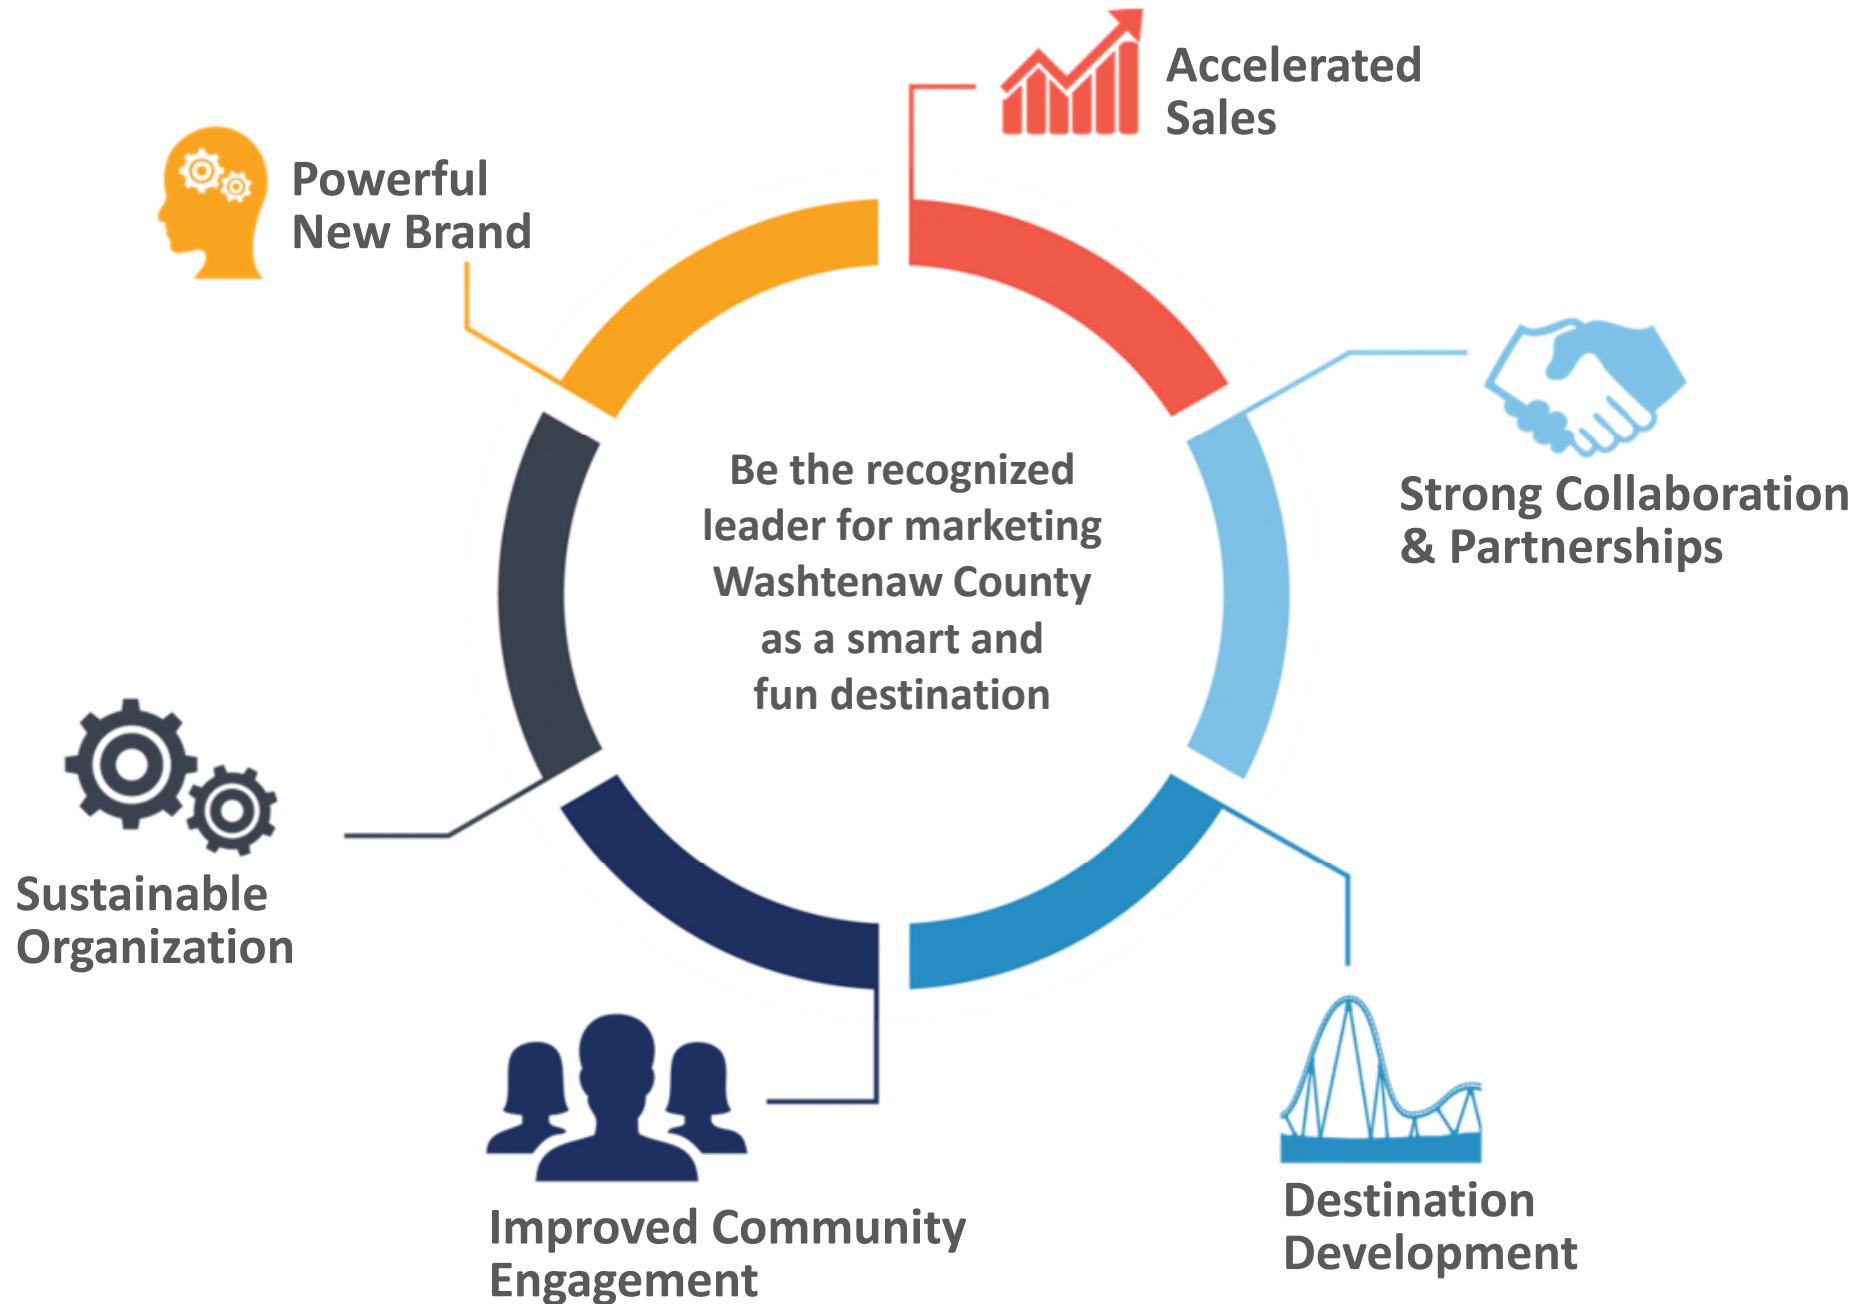 Accelerated
Sales
Powerful
New Brand
Strong Collaboration
& Partnerships
Be the recognized
leader for marketing
Washtenaw County
as a smart and
fun destination
Sustainable
Organization
Destination
Development
Improved Community
Engagement